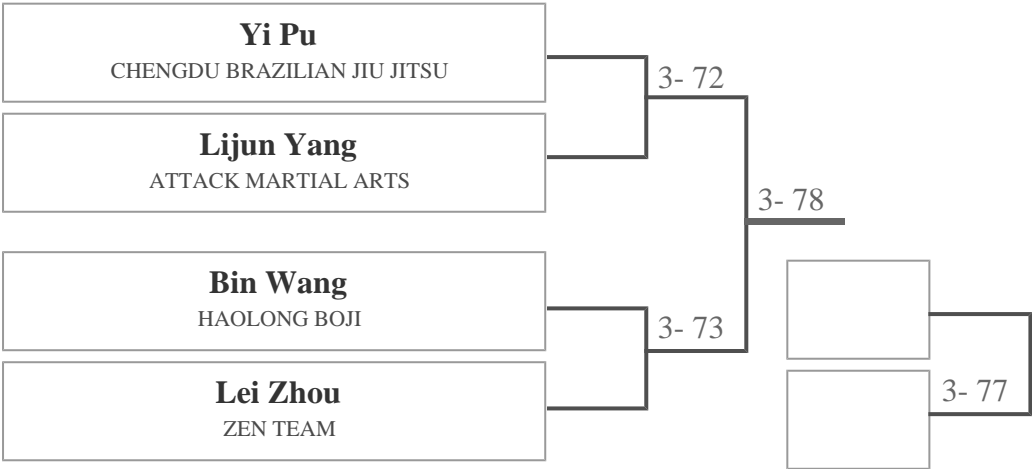 Yi Pu
CHENGDU BRAZILIAN JIU JITSU
3- 72
Lijun Yang
ATTACK MARTIAL ARTS
3- 78
Bin Wang
HAOLONG BOJI
3- 73
Lei Zhou
ZEN TEAM
3- 77